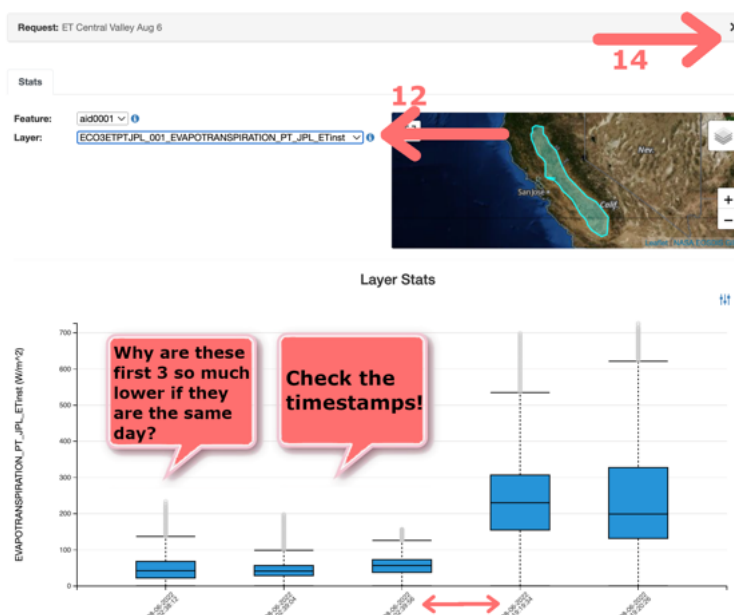 Request: ET Central Valley Aug 6
14
Stats
Feature: aid0001
12
Layer: ECO3ETPTJPL_001_EVAPOTRANSPIRATION_PT_JPL_ETinst
Nev.
San Jose
Calif
+
−
Layer Stats
EVAPOTRANSPIRATION_PT_JPL_ETinst (W/m^2)
700
600
500
400
300
200
100
0
Why are these
first 3 so much
lower if they
are the same
day?
Check the
timestamps!